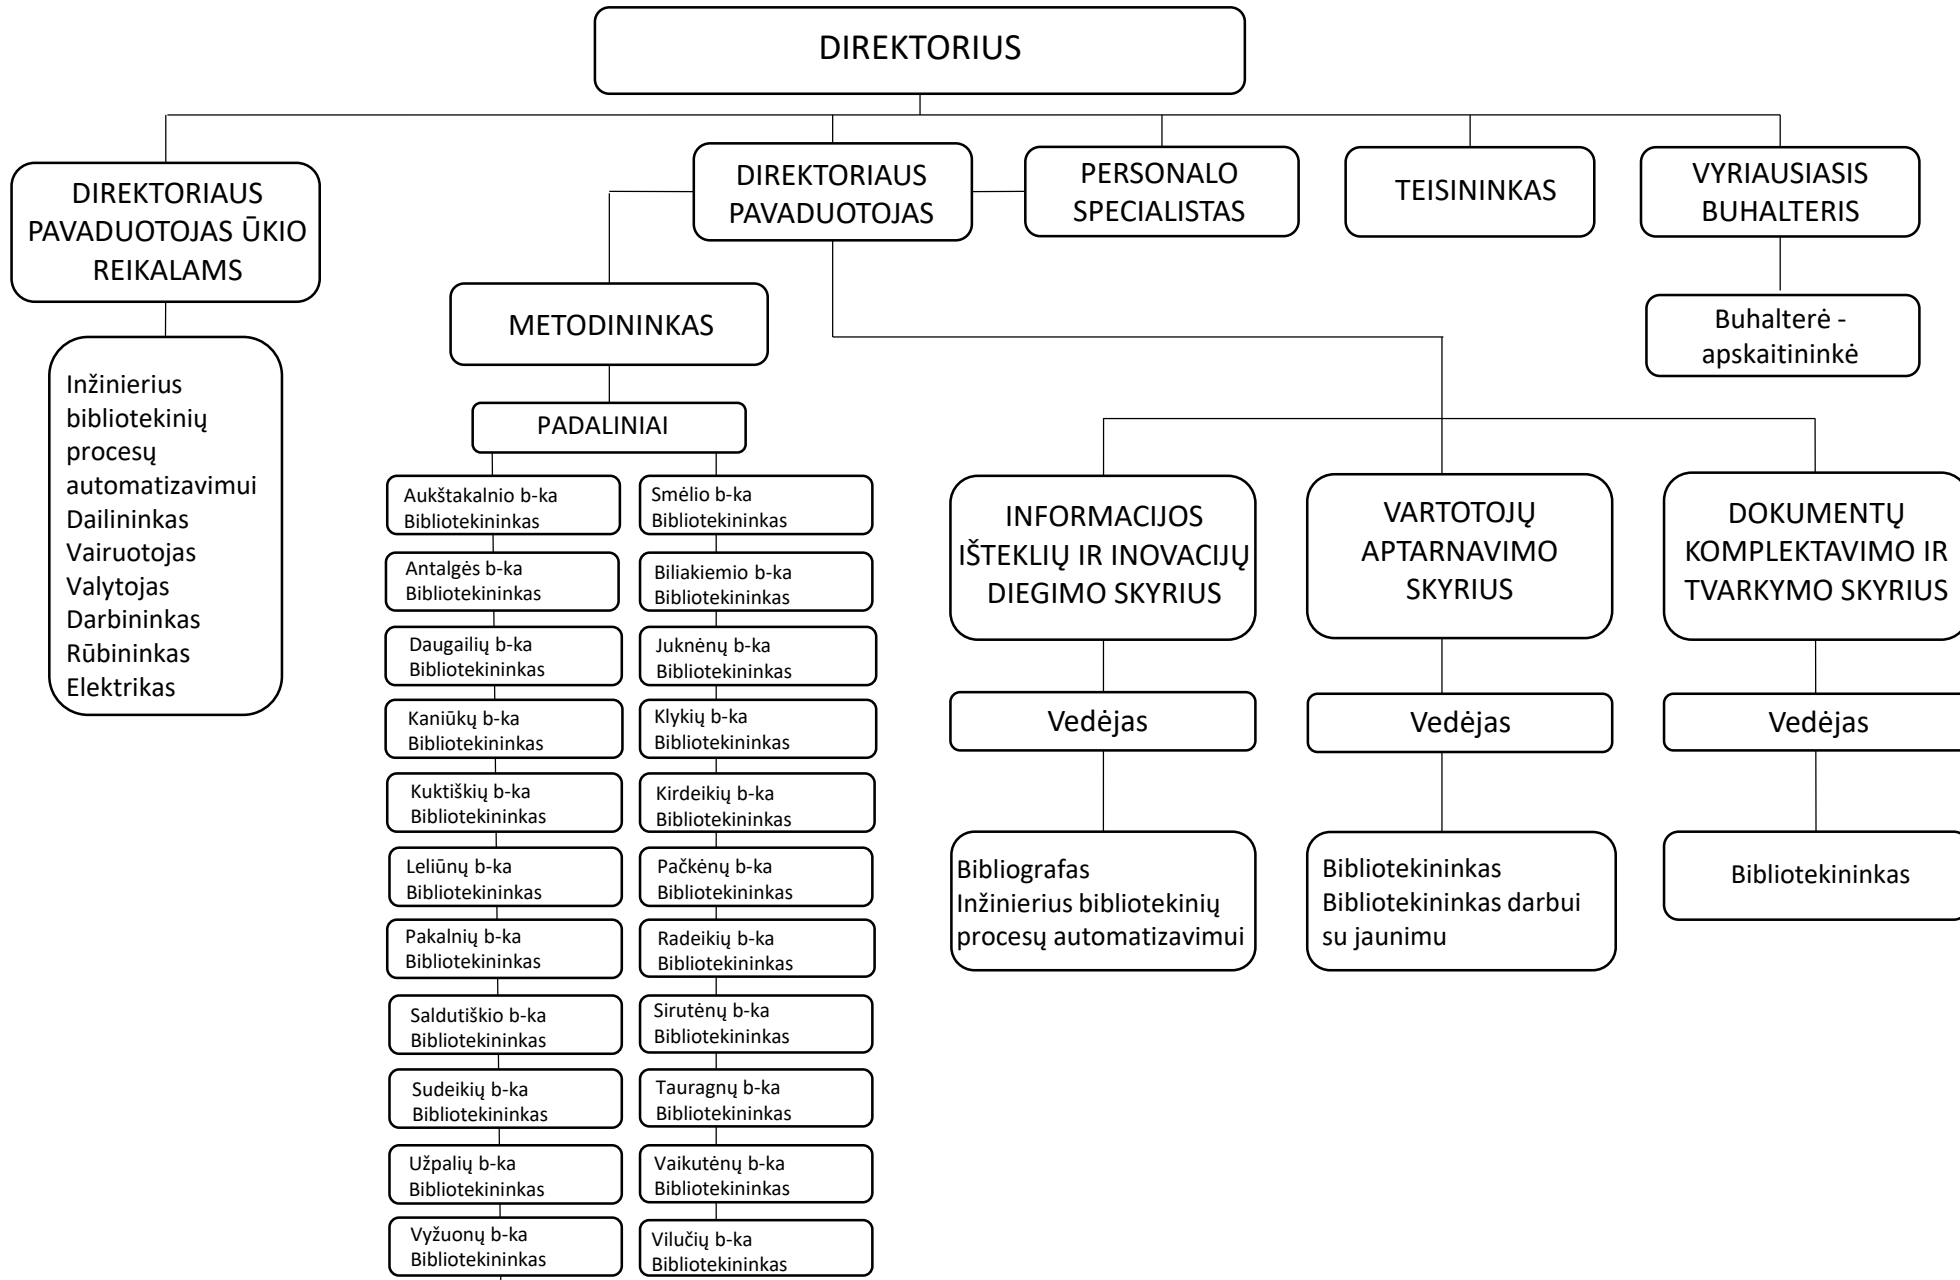 DIREKTORIUS
DIREKTORIAUS
PAVADUOTOJAS ŪKIO
REIKALAMS
DIREKTORIAUS
PAVADUOTOJAS
PERSONALO
SPECIALISTAS
TEISININKAS
VYRIAUSIASIS
BUHALTERIS
Buhalterė -
apskaitininkė
METODININKAS
PADALINIAI
Inžinierius
bibliotekinių
procesų
automatizavimui
Dailininkas
Vairuotojas
Valytojas
Darbininkas
Rūbininkas
Elektrikas
Aukštakalnio b-ka
Bibliotekininkas
Antalgės b-ka
Bibliotekininkas
Daugailių b-ka
Bibliotekininkas
Kaniūkų b-ka
Bibliotekininkas
Kuktiškių b-ka
Bibliotekininkas
Leliūnų b-ka
Bibliotekininkas
Pakalnių b-ka
Bibliotekininkas
Saldutiškio b-ka
Bibliotekininkas
Sudeikių b-ka
Bibliotekininkas
Užpalių b-ka
Bibliotekininkas
Vyžuonų b-ka
Bibliotekininkas
Smėlio b-ka
Bibliotekininkas
Biliakiemio b-ka
Bibliotekininkas
Juknėnų b-ka
Bibliotekininkas
Klykių b-ka
Bibliotekininkas
Kirdeikių b-ka
Bibliotekininkas
Pačkėnų b-ka
Bibliotekininkas
Radeikių b-ka
Bibliotekininkas
Sirutėnų b-ka
Bibliotekininkas
Tauragnų b-ka
Bibliotekininkas
Vaikutėnų b-ka
Bibliotekininkas
Vilučių b-ka
Bibliotekininkas
INFORMACIJOS
IŠTEKLIŲ IR INOVACIJŲ
DIEGIMO SKYRIUS
Vedėjas
Bibliografas
Inžinierius bibliotekinių
procesų automatizavimui
VARTOTOJŲ
APTARNAVIMO
SKYRIUS
Vedėjas
Bibliotekininkas
Bibliotekininkas darbui
su jaunimu
DOKUMENTŲ
KOMPLEKTAVIMO IR
TVARKYMO SKYRIUS
Vedėjas
Bibliotekininkas